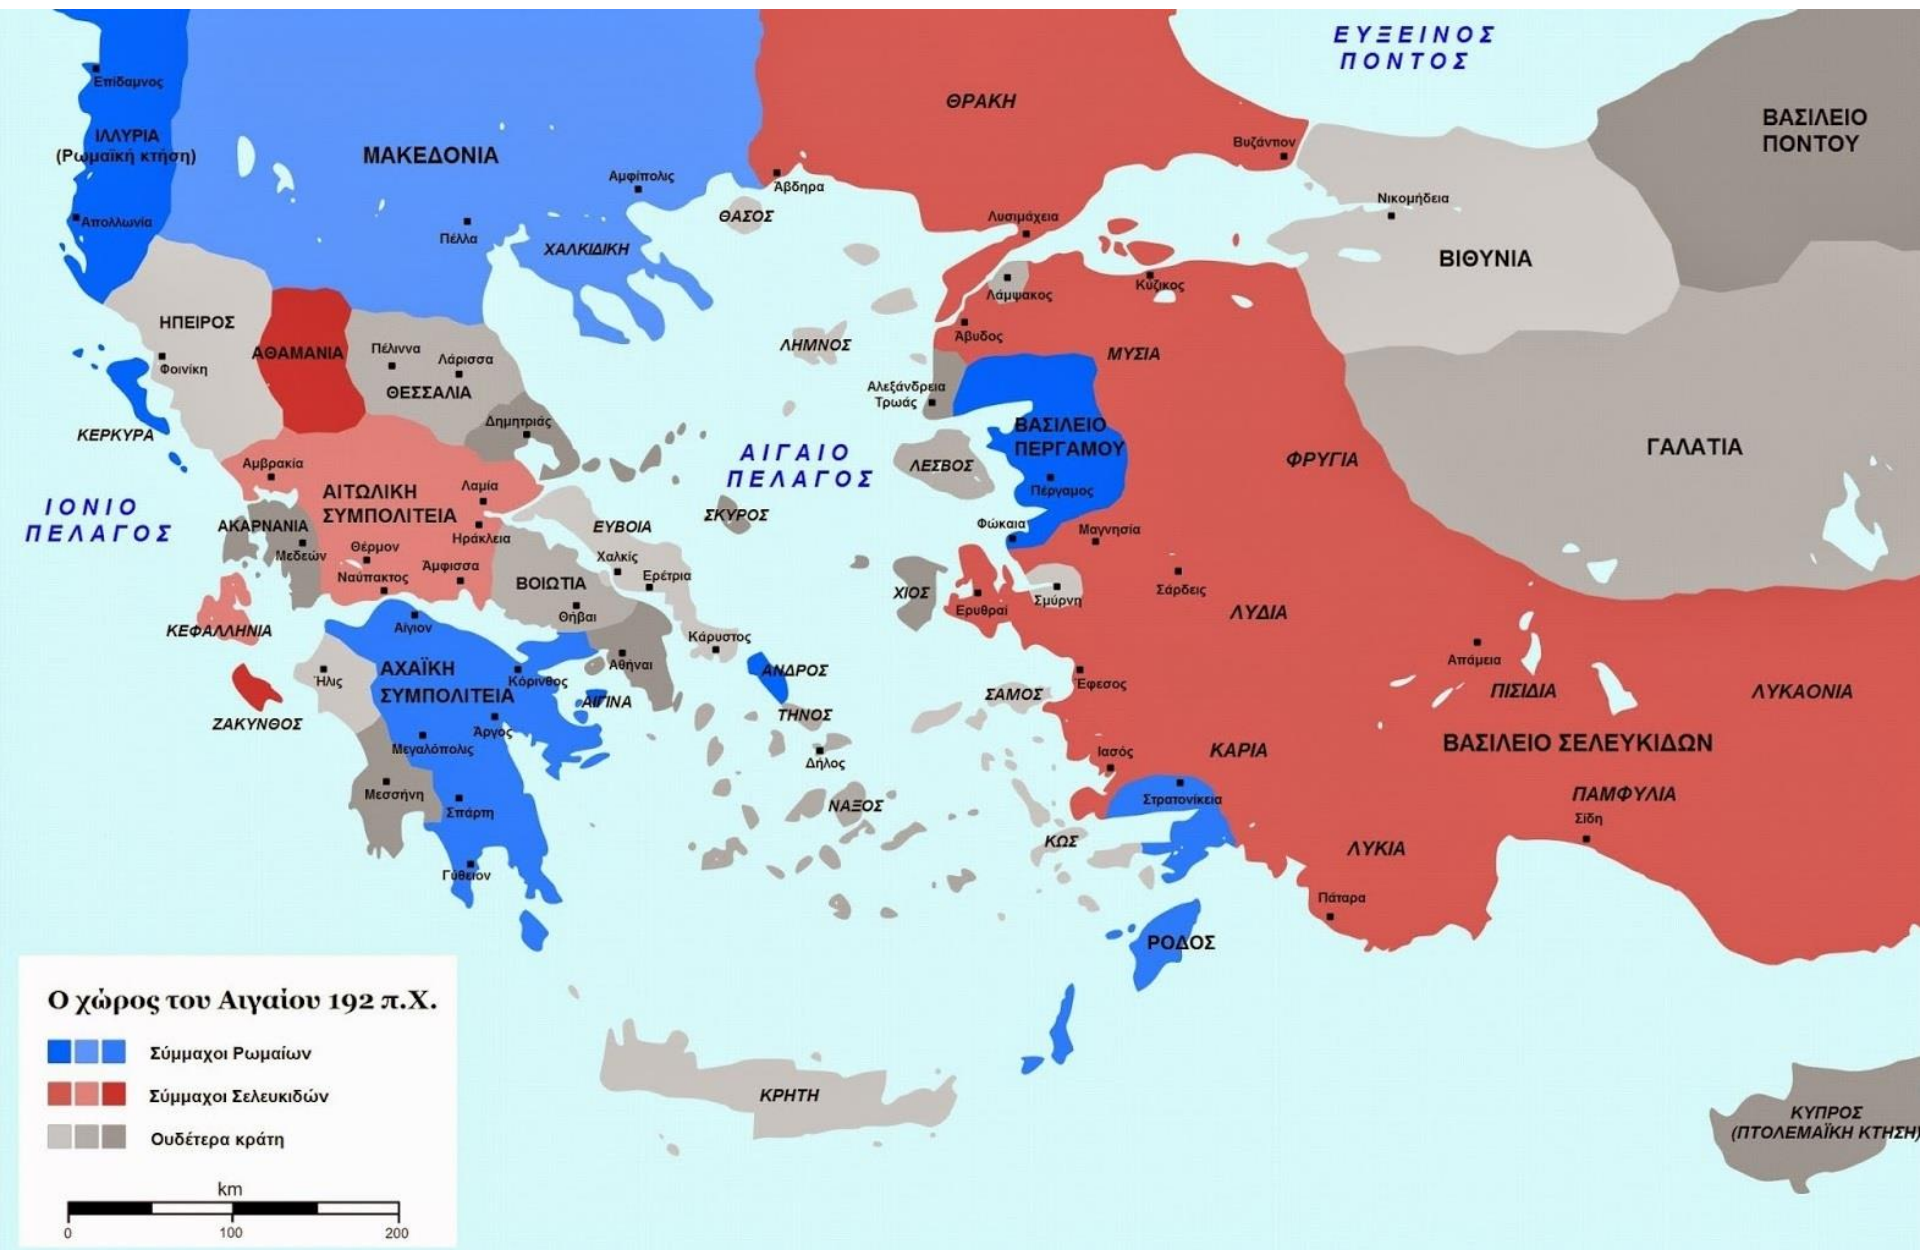 ΕΥΞΕΙΝΟΣ
ΠΟΝΤΟΣ
Επίδαμνος
ΘΡΑΚΗ
ΒΑΣΙΛΕΙΟ
ΠΟΝΤΟΥ
ΙΛΛΥΡΙΑ
(Ρωμαϊκή κτήση)
ΜΑΚΕΔΟΝΙΑ
Βυζάντιον
Αμφίπολις
Άβδηρα
Νικομήδεια
ΘΑΣΟΣ
Λυσιμάχεια
Απολλωνία
Πέλλα
ΧΑΛΚΙΔΙΚΗ
ΒΙΘΥΝΙΑ
Λάμψακος
Κύζικος
ΗΠΕΙΡΟΣ
Άβυδος
ΑΘΑΜΑΝΙΑ
Πέλιννα
Λάρισσα
ΛΗΜΝΟΣ
ΜΥΣΙΑ
Φοινίκη
ΘΕΣΣΑΛΙΑ
Αλεξάνδρεια
Τρωάς
Δημητριάς
ΒΑΣΙΛΕΙΟ
ΠΕΡΓΑΜΟΥ
ΚΕΡΚΥΡΑ
ΑΙΓΑΙΟ
ΠΕΛΑΓΟΣ
ΦΡΥΓΙΑ
ΓΑΛΑΤΙΑ
Αμβρακία
ΛΕΣΒΟΣ
Πέργαμος
ΑΙΤΩΛΙΚΗ
ΣΥΜΠΟΛΙΤΕΙΑ
Λαμία
ΙΟΝΙΟ
ΠΕΛΑΓΟΣ
ΣΚΥΡΟΣ
ΑΚΑΡΝΑΝΙΑ
ΕΥΒΟΙΑ
Φώκαια
Μαγνησία
Ηράκλεια
Μεδεών
Θέρμον
Χαλκίς
Ναύπακτος
Άμφισσα
ΒΟΙΩΤΙΑ
Ερέτρια
ΧΙΟΣ
Ερυθραί
Σμύρνη
Σάρδεις
ΛΥΔΙΑ
Θήβαι
ΚΕΦΑΛΛΗΝΙΑ
Αίγιον
Κάρυστος
Απάμεια
Ήλις
ΑΧΑΪΚΗ
ΣΥΜΠΟΛΙΤΕΙΑ
Κόρινθος
Αθήναι
ΑΝΔΡΟΣ
Έφεσος
ΣΑΜΟΣ
ΠΙΣΙΔΙΑ
ΛΥΚΑΟΝΙΑ
ΑΙΓΙΝΑ
ΤΗΝΟΣ
ΖΑΚΥΝΘΟΣ
Άργος
Μεγαλόπολις
Δήλος
Ιασός
ΚΑΡΙΑ
ΒΑΣΙΛΕΙΟ ΣΕΛΕΥΚΙΔΩΝ
Μεσσήνη
Σπάρτη
ΝΑΞΟΣ
Στρατονίκεια
ΠΑΜΦΥΛΙΑ
Σίδη
ΚΩΣ
ΛΥΚΙΑ
Γύθειον
Πάταρα
ΡΟΔΟΣ
Ο χώρος του Αιγαίου 192 π.Χ.
Σύμμαχοι Ρωμαίων
Σύμμαχοι Σελευκιδών
Ουδέτερα κράτη
km
0 100 200
ΚΡΗΤΗ
ΚΥΠΡΟΣ
(ΠΤΟΛΕΜΑΪΚΗ ΚΤΗΣΗ)